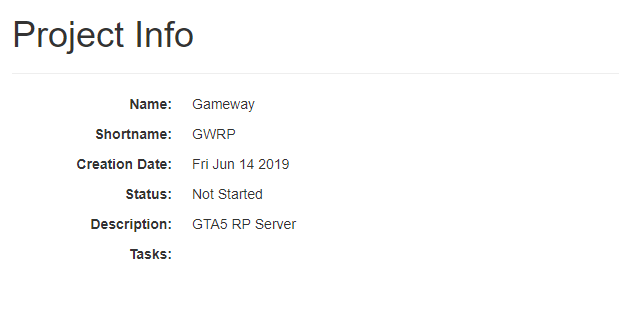 Project Info
Name: Gameway
Shortname: GWRP
Creation Date: Fri Jun 14 2019
Status: Not Started
Description: GTA5 RP Server
Tasks: